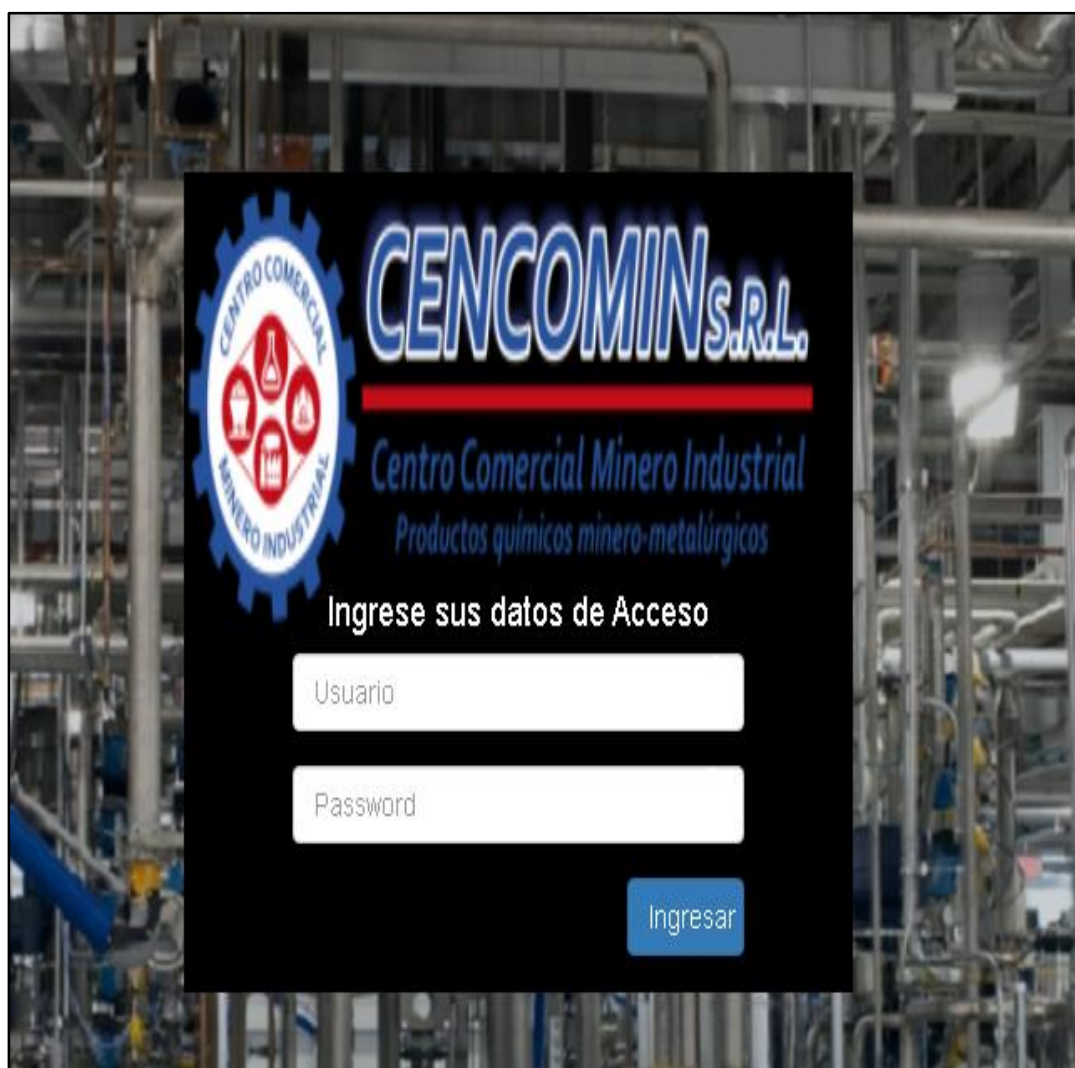 CENTRO COMERCIAL
MINERO INDUSTRIAL
CENCOMIN S.R.L.
Centro Comercial Minero Industrial
Productos químicos minero-metalúrgicos
Ingrese sus datos de Acceso
Usuario
Password
Ingresar